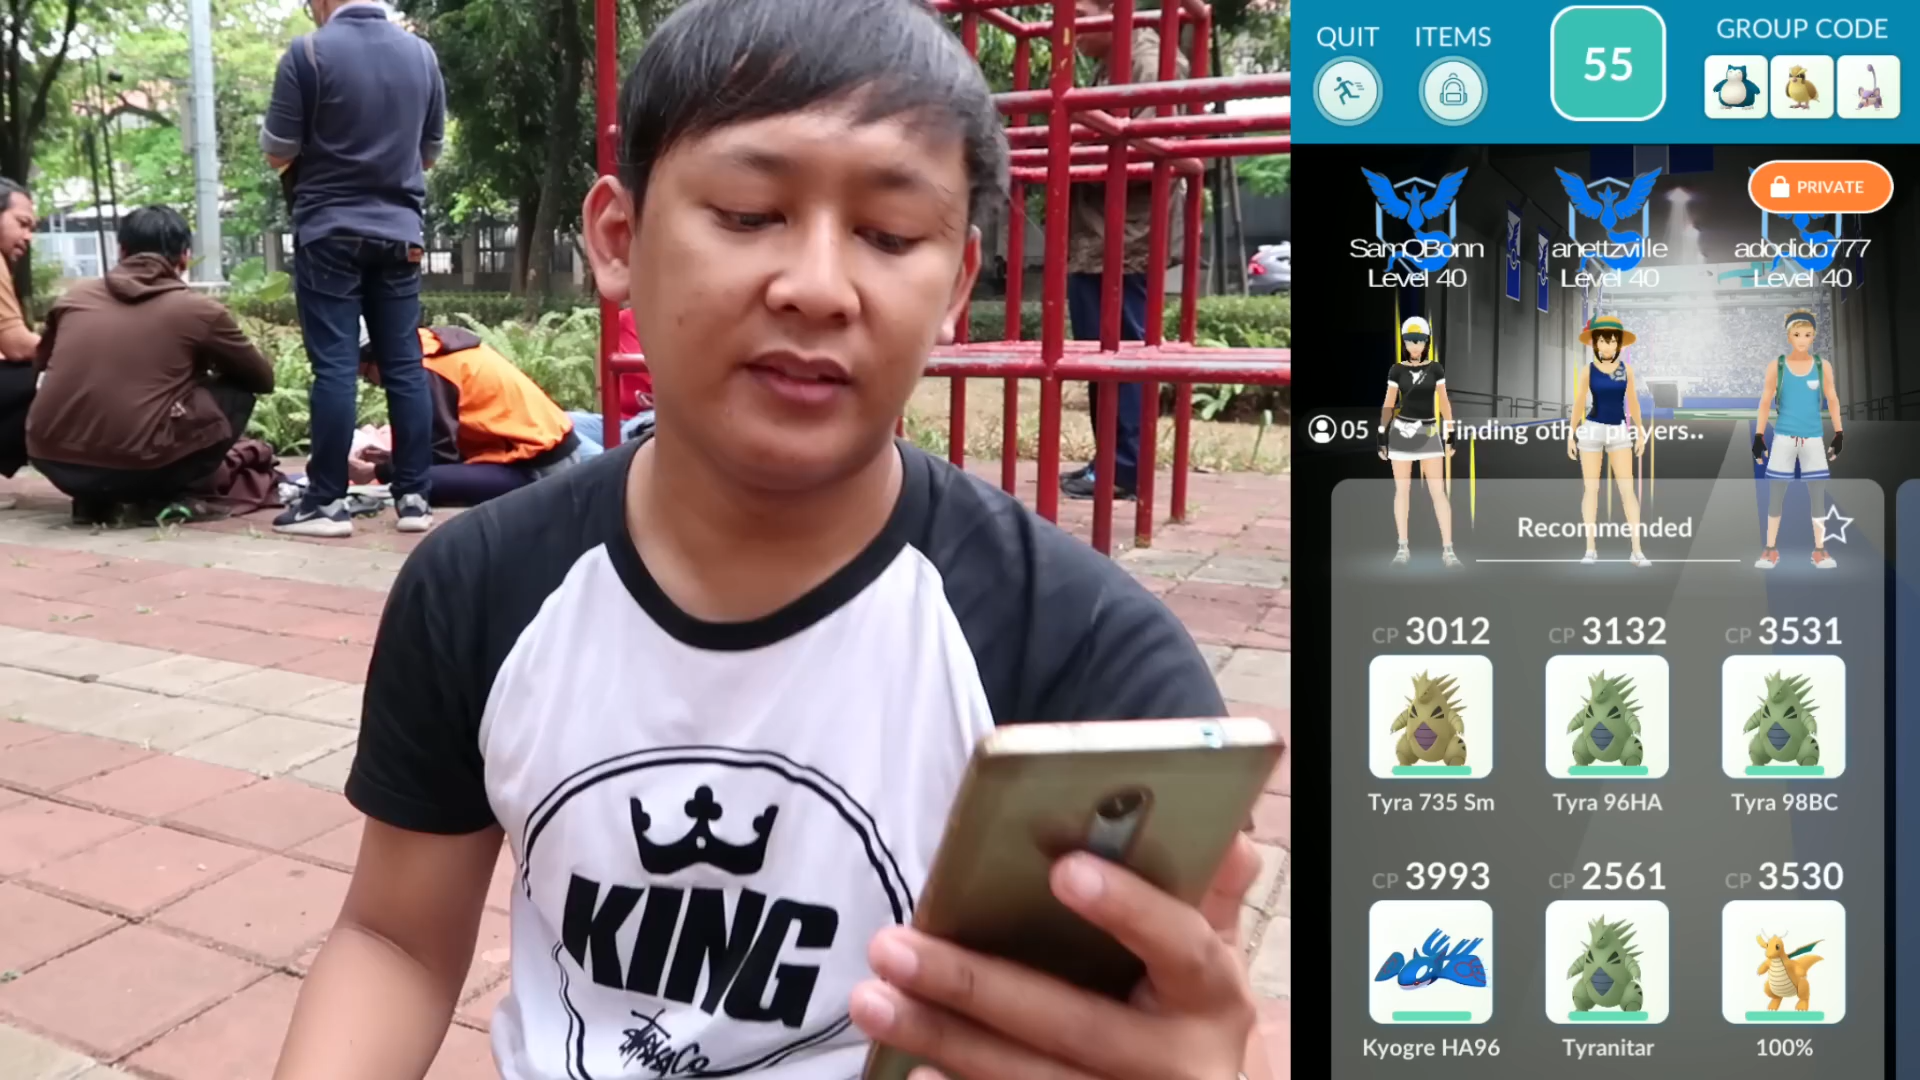 QUIT
ITEMS
55
GROUP CODE
PRIVATE
SamQBonn
Level 40
anettzville
Level 40
adodido777
Level 40
05
Finding other players..
Recommended
CP 3012
CP 3132
CP 3531
Tyra 735 Sm
Tyra 96HA
Tyra 98BC
CP 3993
CP 2561
CP 3530
Kyogre HA96
Tyranitar
100%
KING